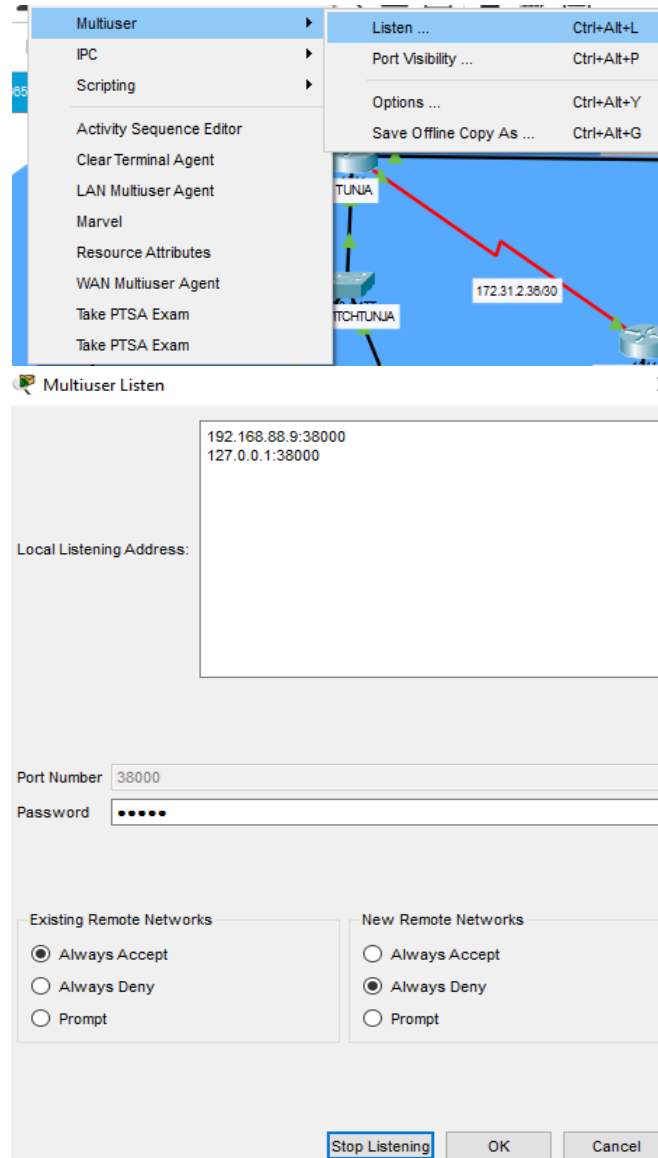 Multiuser
Listen ... Ctrl+Alt+L
IPC
Port Visibility ... Ctrl+Alt+P
Scripting
Options ... Ctrl+Alt+Y
Activity Sequence Editor
Save Offline Copy As ... Ctrl+Alt+G
Clear Terminal Agent
LAN Multiuser Agent
TUNJA
Marvel
Resource Attributes
WAN Multiuser Agent
172.31.2.36/30
Take PTSA Exam
ITCHTUNJA
Take PTSA Exam
Multiuser Listen
192.168.88.9:38000
127.0.0.1:38000
Local Listening Address:
Port Number 38000
Password
Existing Remote Networks
Always Accept
Always Deny
Prompt
New Remote Networks
Always Accept
Always Deny
Prompt
Stop Listening OK Cancel